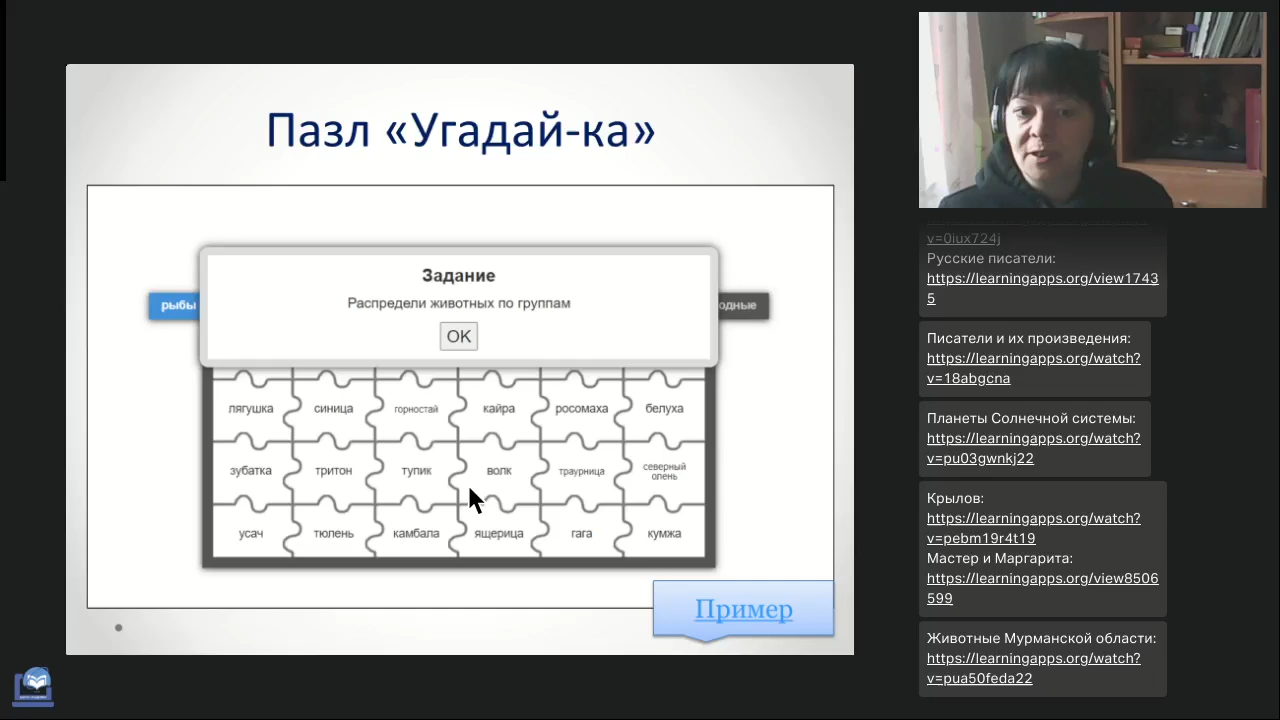 Пазл «Угадай-ка»
Задание
Распредели животных по группам
OK
рыбы
одные
лягушка синица горностай кайра росомаха белуха
зубатка тритон тупик волк траурница северный олень
усач тюлень камбала ящерица гага кумжа
Пример
v=0iux724j
Русские писатели:
https://learningapps.org/view1743
5
Писатели и их произведения:
https://learningapps.org/watch?
v=18abgcna
Планеты Солнечной системы:
https://learningapps.org/watch?
v=pu03gwnkj22
Крылов:
https://learningapps.org/watch?
v=pebm19r4t19
Мастер и Маргарита:
https://learningapps.org/view8506
599
Животные Мурманской области:
https://learningapps.org/watch?
v=pua50feda22